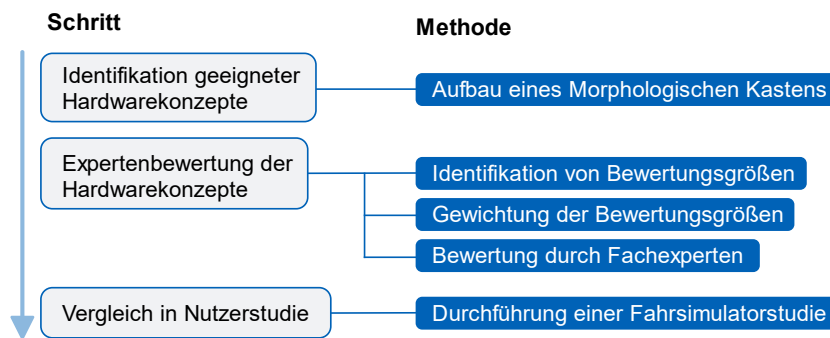 Schritt
Methode
Identifikation geeigneter
Hardwarekonzepte
Aufbau eines Morphologischen Kastens
Expertenbewertung der
Hardwarekonzepte
Identifikation von Bewertungsgrößen
Gewichtung der Bewertungsgrößen
Bewertung durch Fachexperten
Vergleich in Nutzerstudie
Durchführung einer Fahrsimulatorstudie